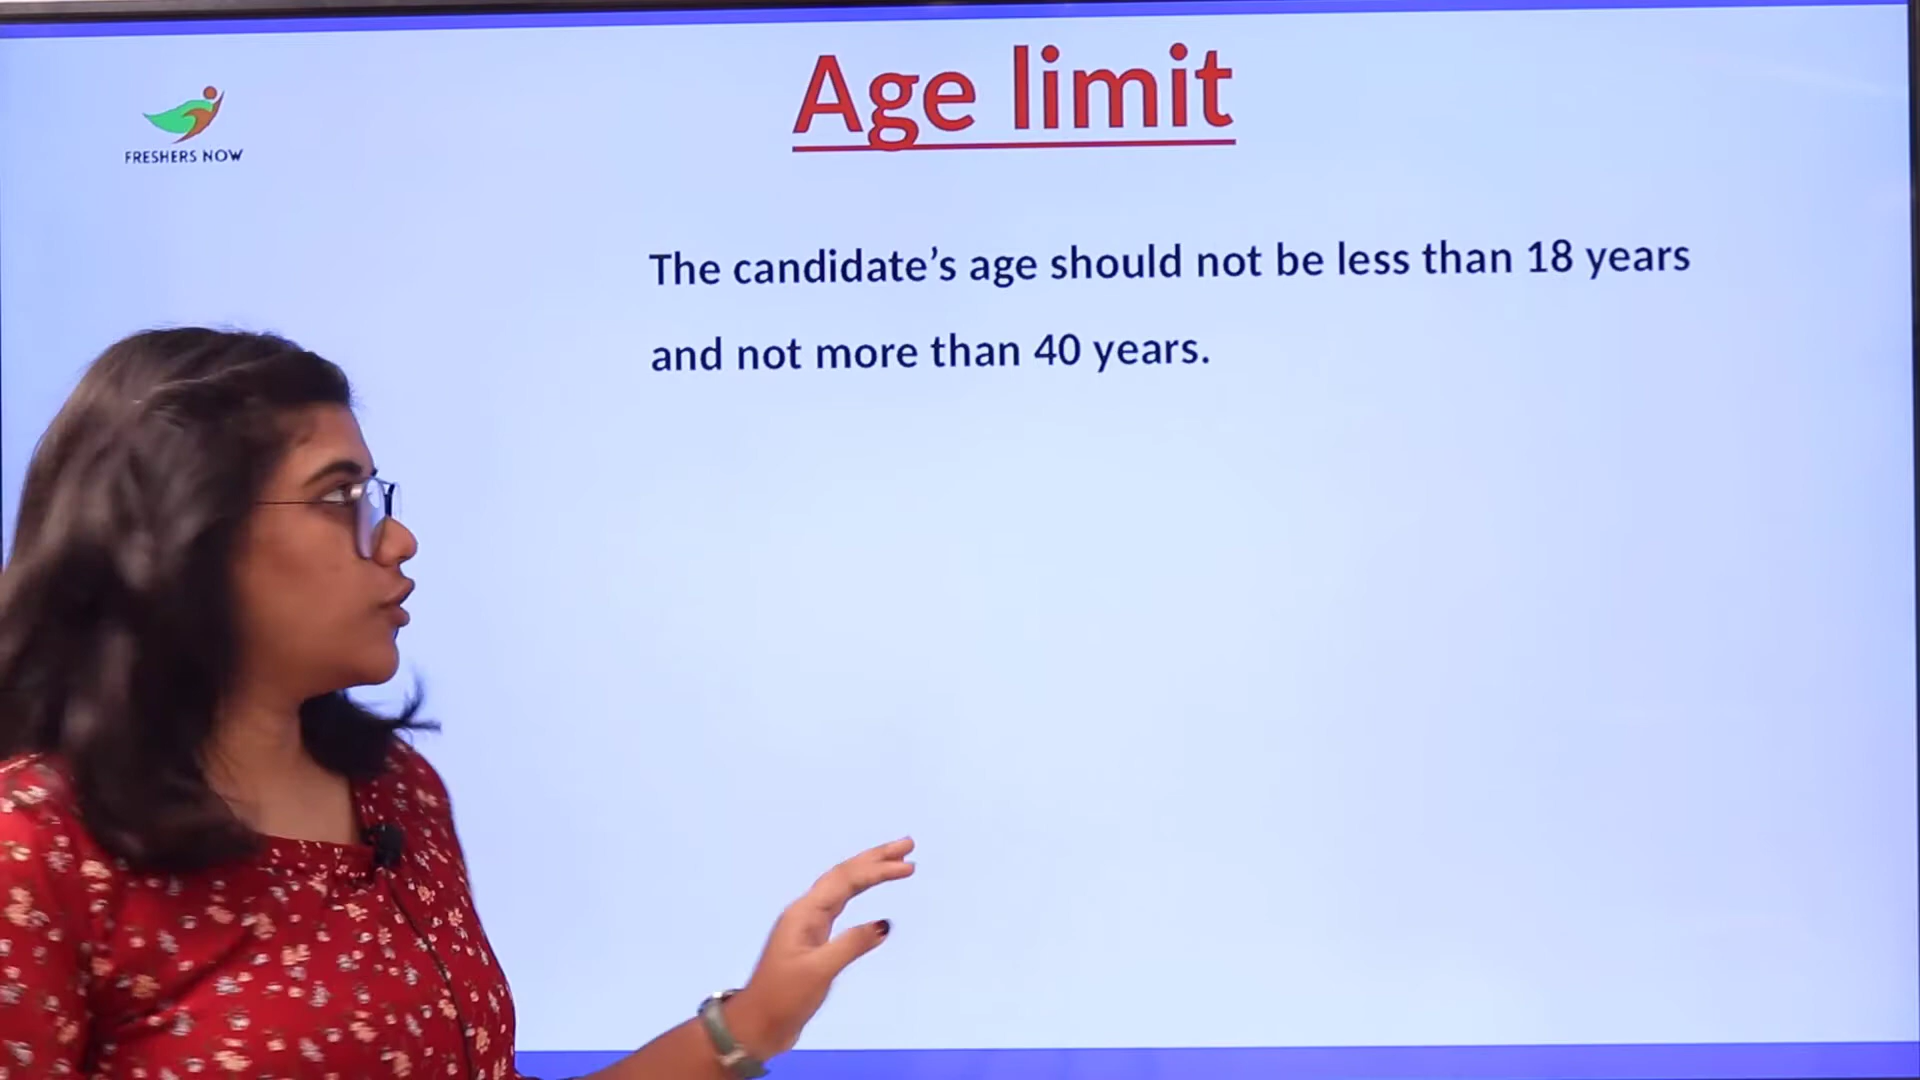 Age limit
FRESHERS NOW
The candidate’s age should not be less than 18 years
and not more than 40 years.